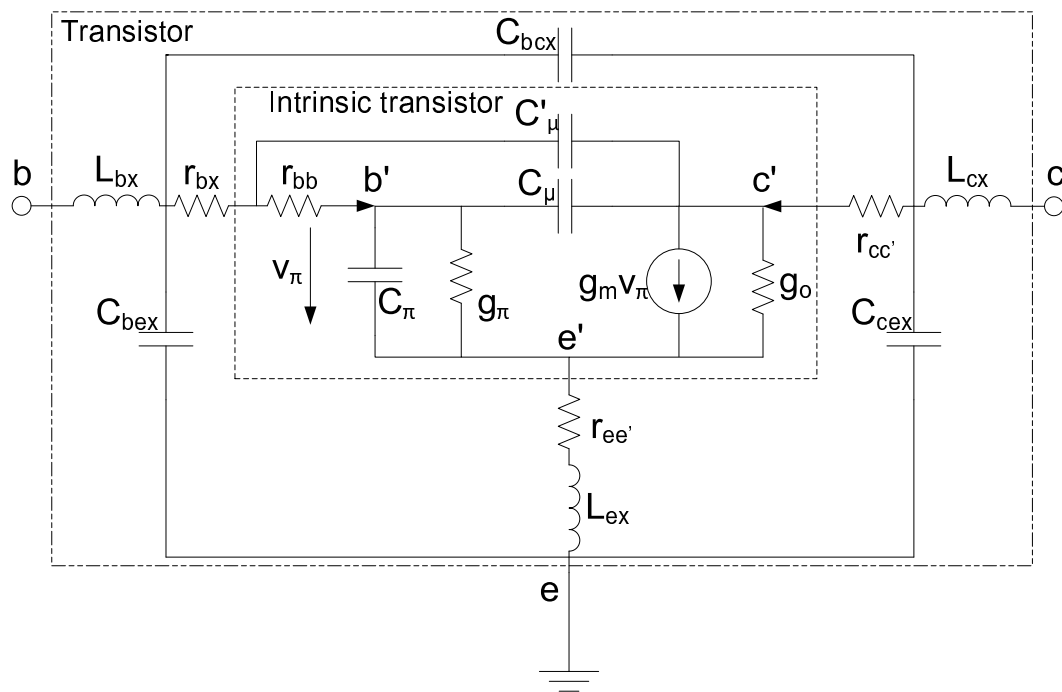 Transistor
C_bcx
Intrinsic transistor
C'_μ
b
L_bx
r_bx
r_bb
b'
C_μ
c'
L_cx
c
r_cc'
v_π
C_π
g_π
g_m v_π
g_o
C_bex
C_cex
e'
r_ee'
L_ex
e